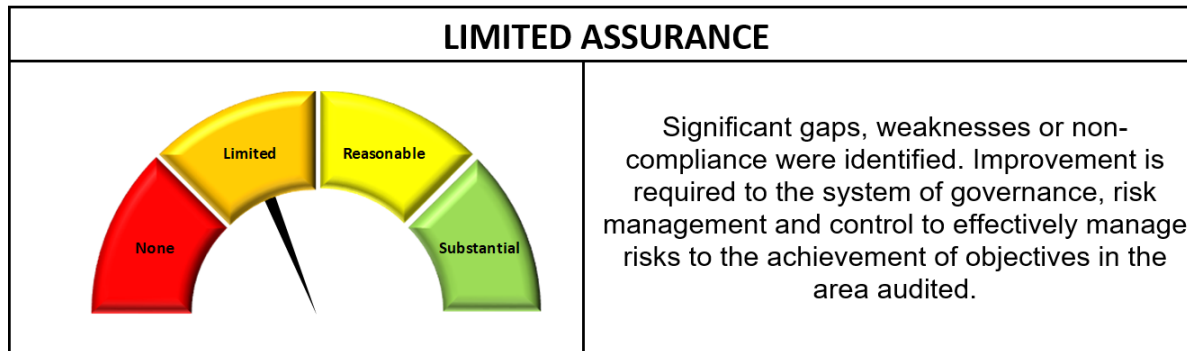 LIMITED ASSURANCE
Limited
Reasonable
None
Substantial
Significant gaps, weaknesses or non-
compliance were identified. Improvement is
required to the system of governance, risk
management and control to effectively manage
risks to the achievement of objectives in the
area audited.